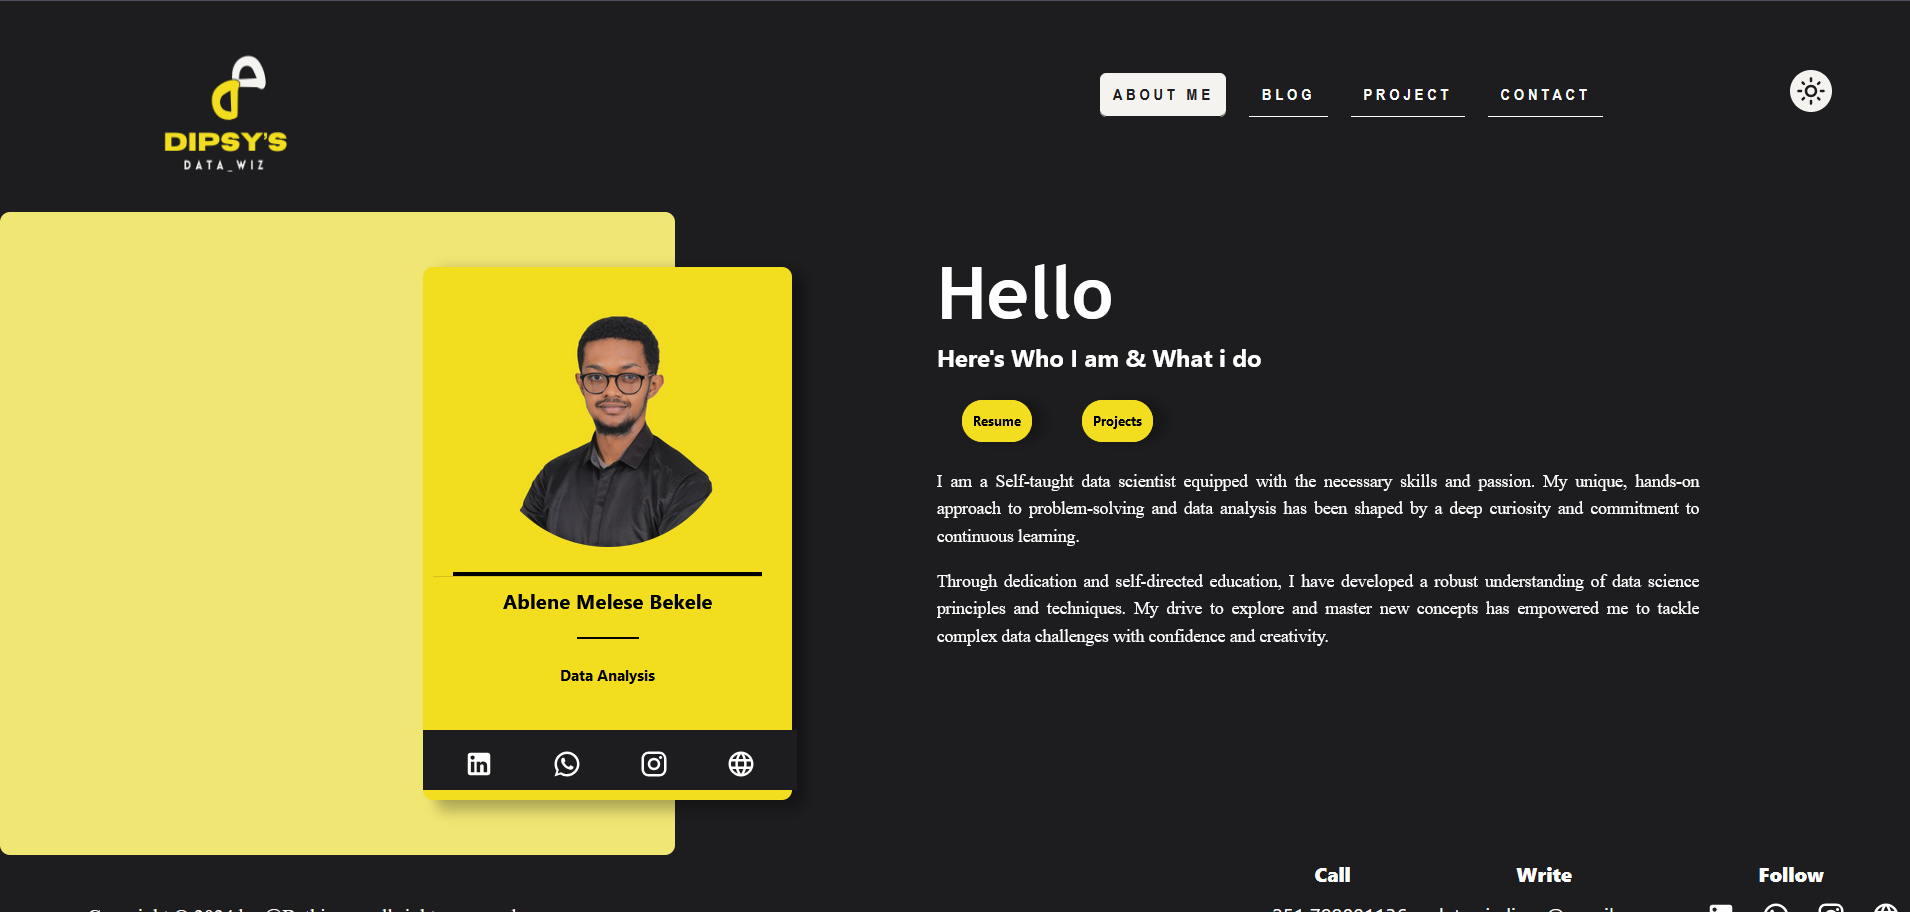 DIPSY'S
DATA_WIZ
ABOUT ME
BLOG
PROJECT
CONTACT
Hello
Here's Who I am & What i do
Resume
Projects
I am a Self-taught data scientist equipped with the necessary skills and passion. My unique, hands-on
approach to problem-solving and data analysis has been shaped by a deep curiosity and commitment to
continuous learning.
Through dedication and self-directed education, I have developed a robust understanding of data science
principles and techniques. My drive to explore and master new concepts has empowered me to tackle
complex data challenges with confidence and creativity.
Ablene Melese Bekele
Data Analysis
in
Call
Write
Follow
Copyright © 2024